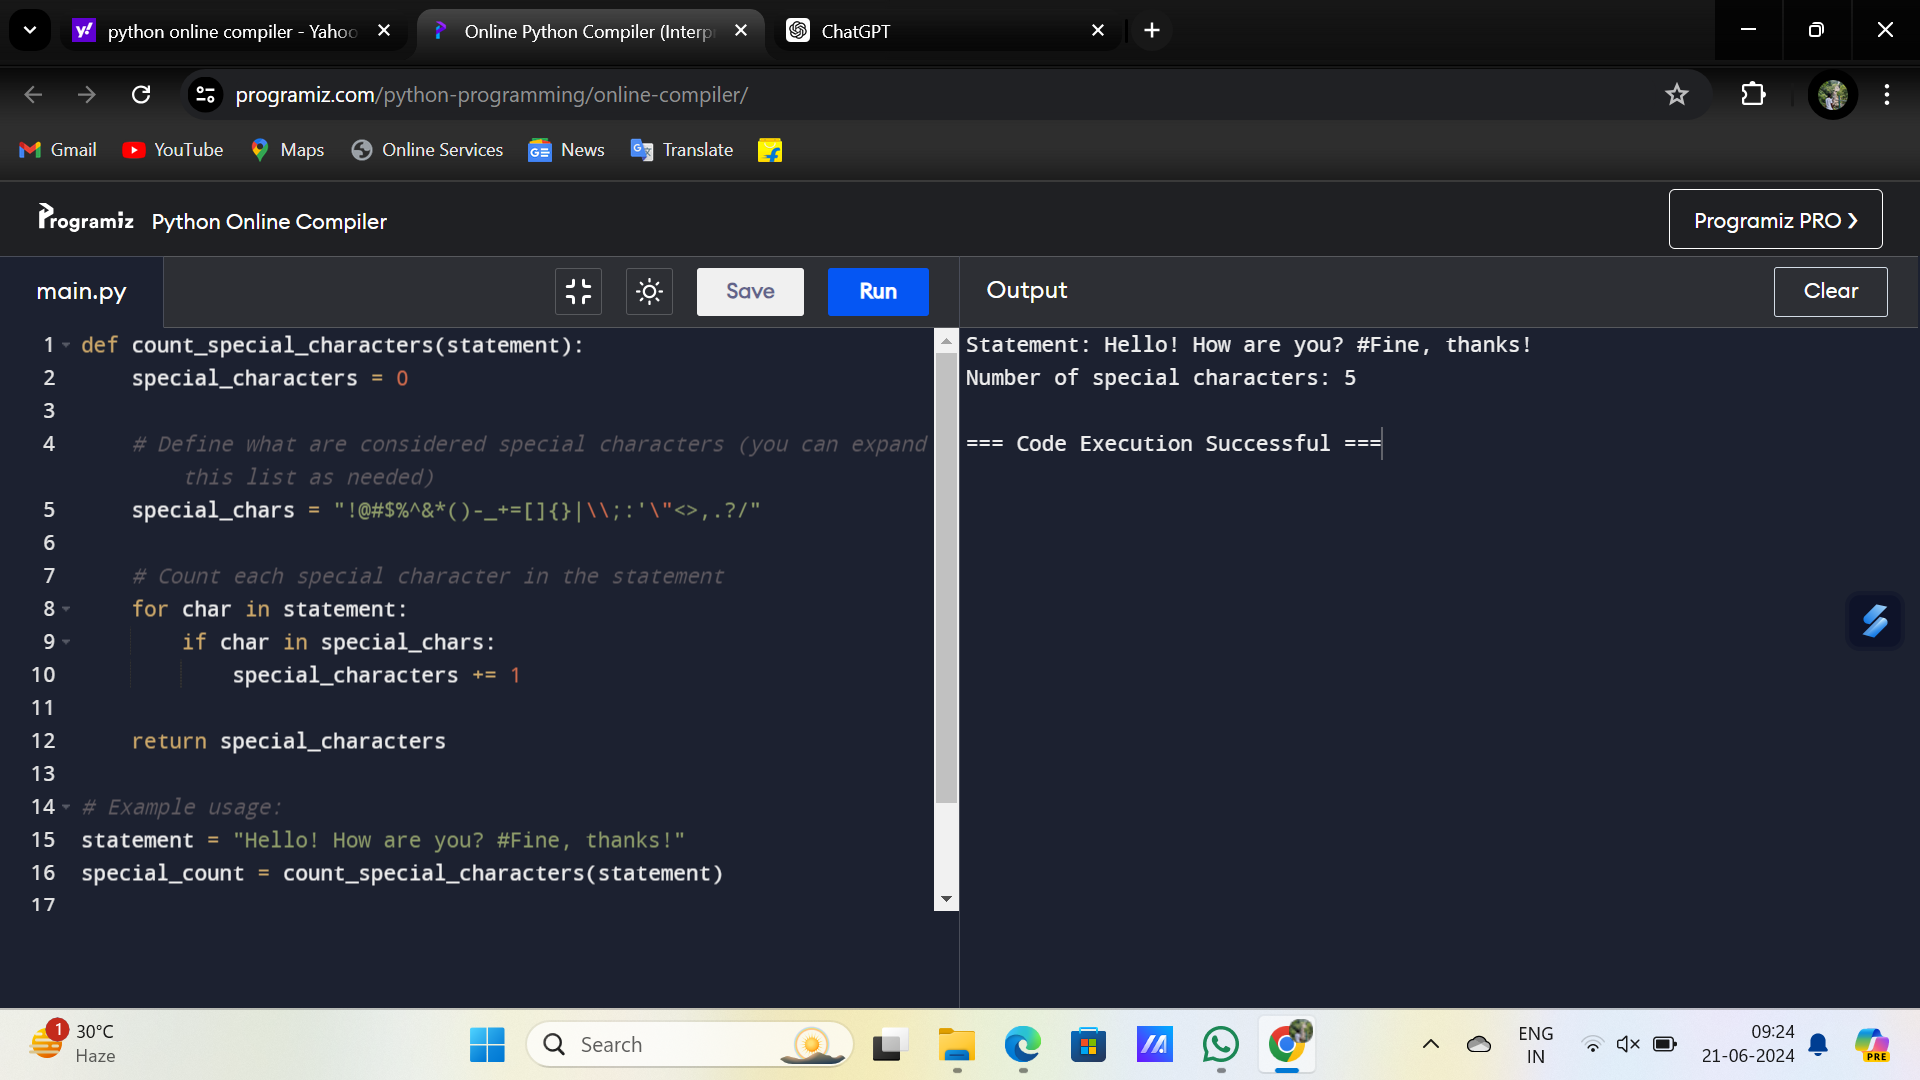 python online compiler - Yahoo
Online Python Compiler (Interp
ChatGPT
programiz.com/python-programming/online-compiler/
Gmail
YouTube
Maps
Online Services
News
Translate
Programiz
Python Online Compiler
Programiz PRO ❯
main.py
Save
Run
Output
Clear
1 def count_special_characters(statement):
2 special_characters = 0
3
4 # Define what are considered special characters (you can expand
this list as needed)
5 special_chars = "!@#$%^&*()-_+=[]{}|\\;:'\"<>,.?/"
6
7 # Count each special character in the statement
8 for char in statement:
9 if char in special_chars:
10 special_characters += 1
11
12 return special_characters
13
14 # Example usage:
15 statement = "Hello! How are you? #Fine, thanks!"
16 special_count = count_special_characters(statement)
17
Statement: Hello! How are you? #Fine, thanks!
Number of special characters: 5
=== Code Execution Successful ===
1
30°C
Haze
Search
ENG
IN
09:24
21-06-2024
PRE